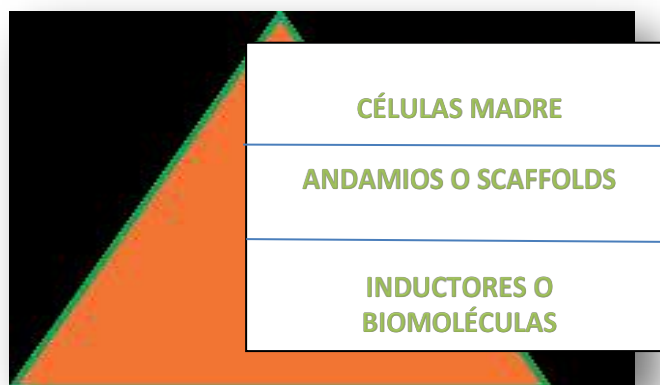 CÉLULAS MADRE
ANDAMIOS O SCAFFOLDS
INDUCTORES O
BIOMOLÉCULAS